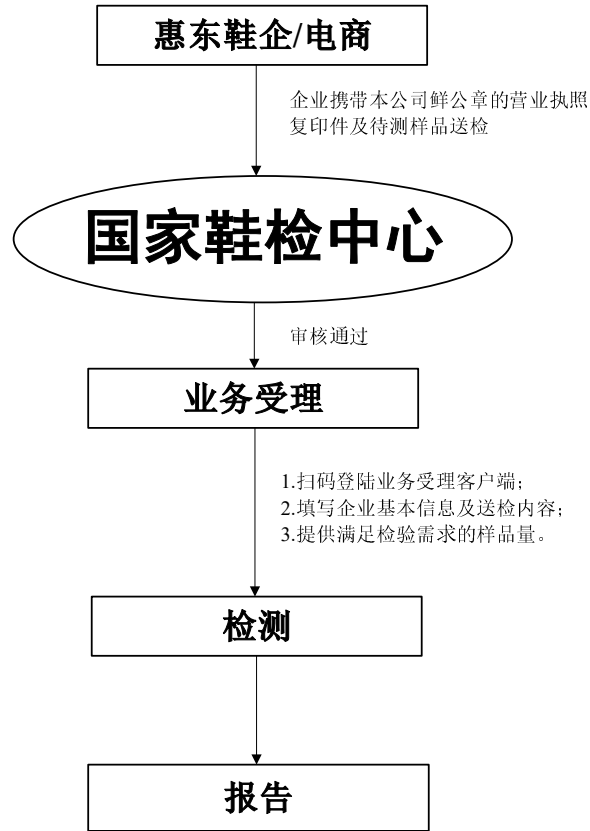 惠东鞋企/电商
企业携带本公司鲜公章的营业执照
复印件及待测样品送检
国家鞋检中心
审核通过
业务受理
1.扫码登陆业务受理客户端；
2.填写企业基本信息及送检内容；
3.提供满足检验需求的样品量。
检测
报告